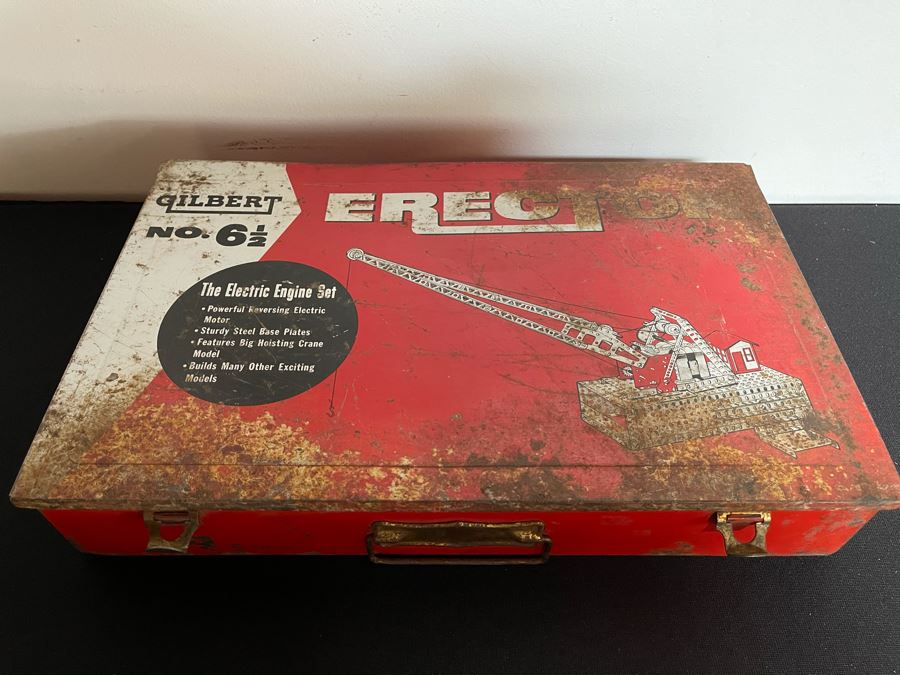 GILBERT
No. 6½
ERECTOR
The Electric Engine Set
• Powerful Reversing Electric
Motor
• Sturdy Steel Base Plates
• Features Big Hoisting Crane
Model
• Builds Many Other Exciting
Models